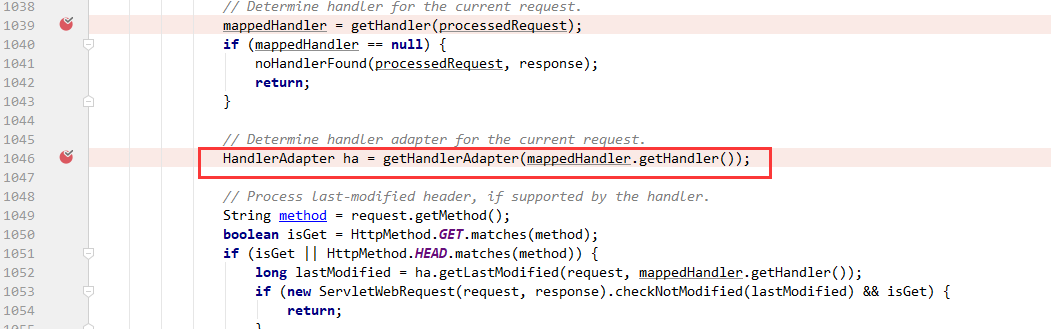 1038 // Determine handler for the current request.
1039 mappedHandler = getHandler(processedRequest);
1040 if (mappedHandler == null) {
1041 noHandlerFound(processedRequest, response);
1042 return;
1043 }
1044
1045 // Determine handler adapter for the current request.
1046 HandlerAdapter ha = getHandlerAdapter(mappedHandler.getHandler());
1047
1048 // Process last-modified header, if supported by the handler.
1049 String method = request.getMethod();
1050 boolean isGet = HttpMethod.GET.matches(method);
1051 if (isGet || HttpMethod.HEAD.matches(method)) {
1052 long lastModified = ha.getLastModified(request, mappedHandler.getHandler());
1053 if (new ServletWebRequest(request, response).checkNotModified(lastModified) && isGet) {
1054 return;
1055 }